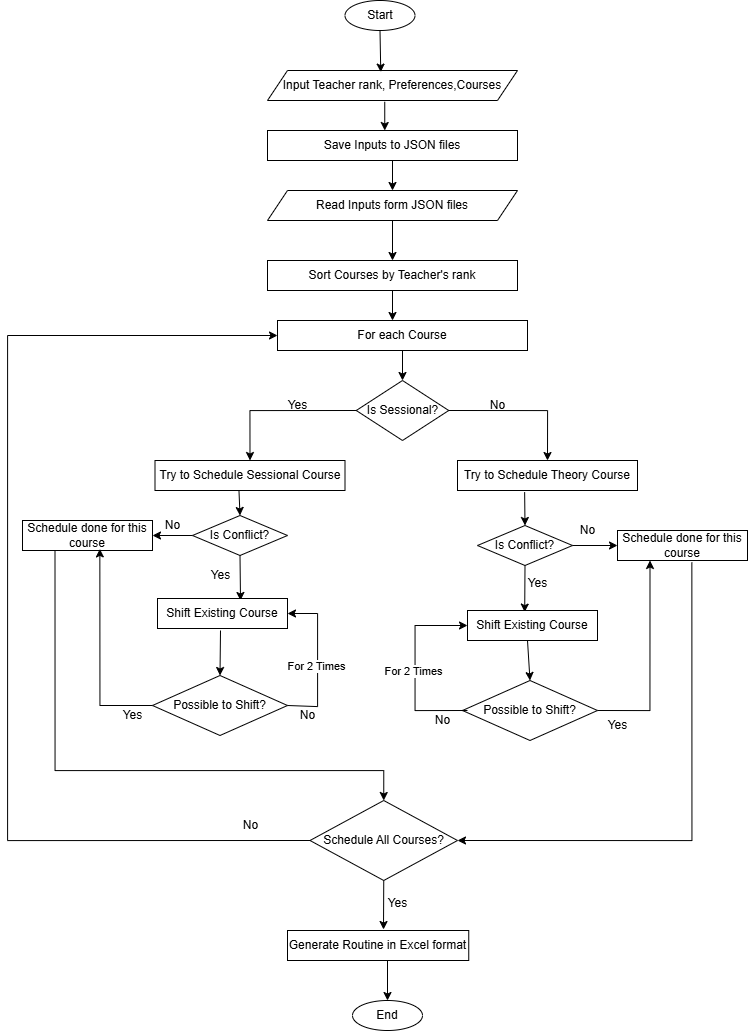 Start
Input Teacher rank, Preferences,Courses
Save Inputs to JSON files
Read Inputs form JSON files
Sort Courses by Teacher's rank
For each Course
Is Sessional?
Yes
No
Try to Schedule Sessional Course
Try to Schedule Theory Course
Schedule done for this
course
No
Is Conflict?
Is Conflict?
No
Schedule done for this
course
Yes
Yes
Shift Existing Course
Shift Existing Course
For 2 Times
For 2 Times
Possible to Shift?
Yes
No
Possible to Shift?
No
Yes
No
Schedule All Courses?
Yes
Generate Routine in Excel format
End